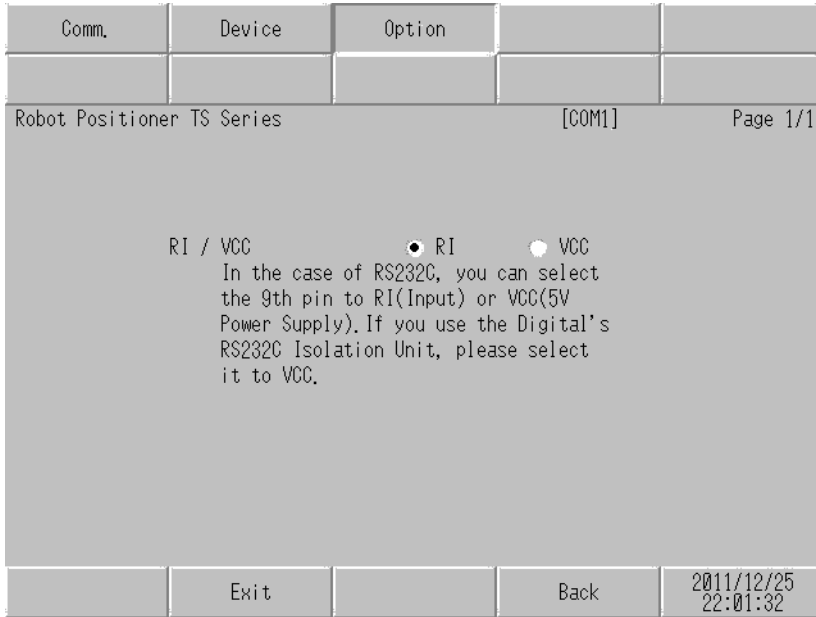 Comm. Device Option
Robot Positioner TS Series [COM1] Page 1/1
RI / VCC RI VCC
In the case of RS232C, you can select
the 9th pin to RI(Input) or VCC(5V
Power Supply).If you use the Digital's
RS232C Isolation Unit, please select
it to VCC.
Exit Back 2011/12/25
22:01:32